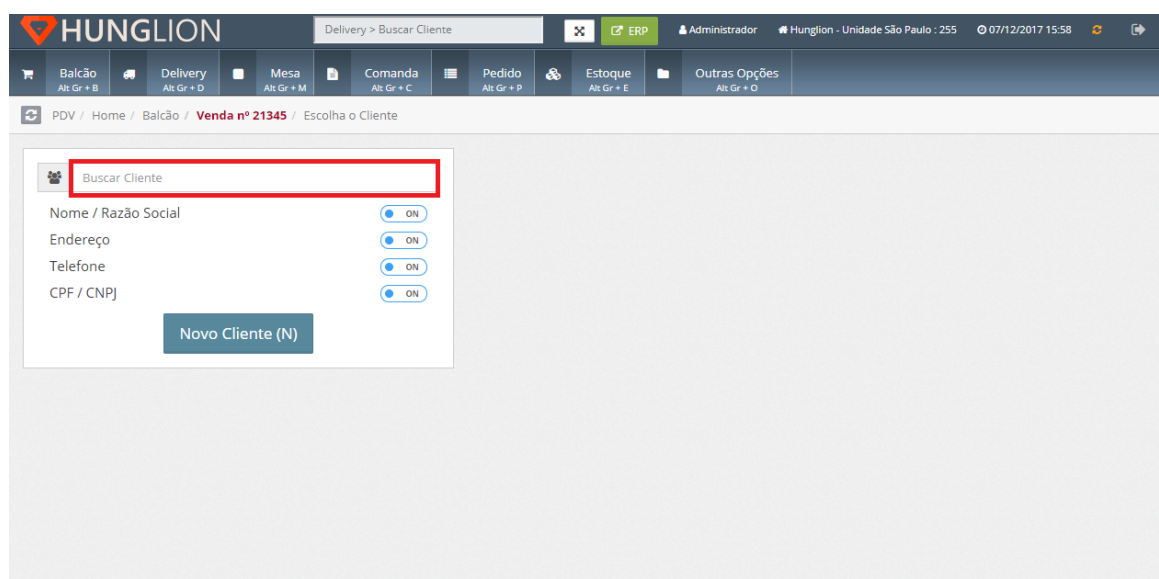 HUNGLION
Delivery > Buscar Cliente
ERP
Administrador
Hunglion - Unidade São Paulo : 255
07/12/2017 15:58
Balcão
Alt Gr + B
Delivery
Alt Gr + D
Mesa
Alt Gr + M
Comanda
Alt Gr + C
Pedido
Alt Gr + P
Estoque
Alt Gr + E
Outras Opções
Alt Gr + O
PDV / Home / Balcão / Venda nº 21345 / Escolha o Cliente
Buscar Cliente
Nome / Razão Social ON
Endereço ON
Telefone ON
CPF / CNPJ ON
Novo Cliente (N)